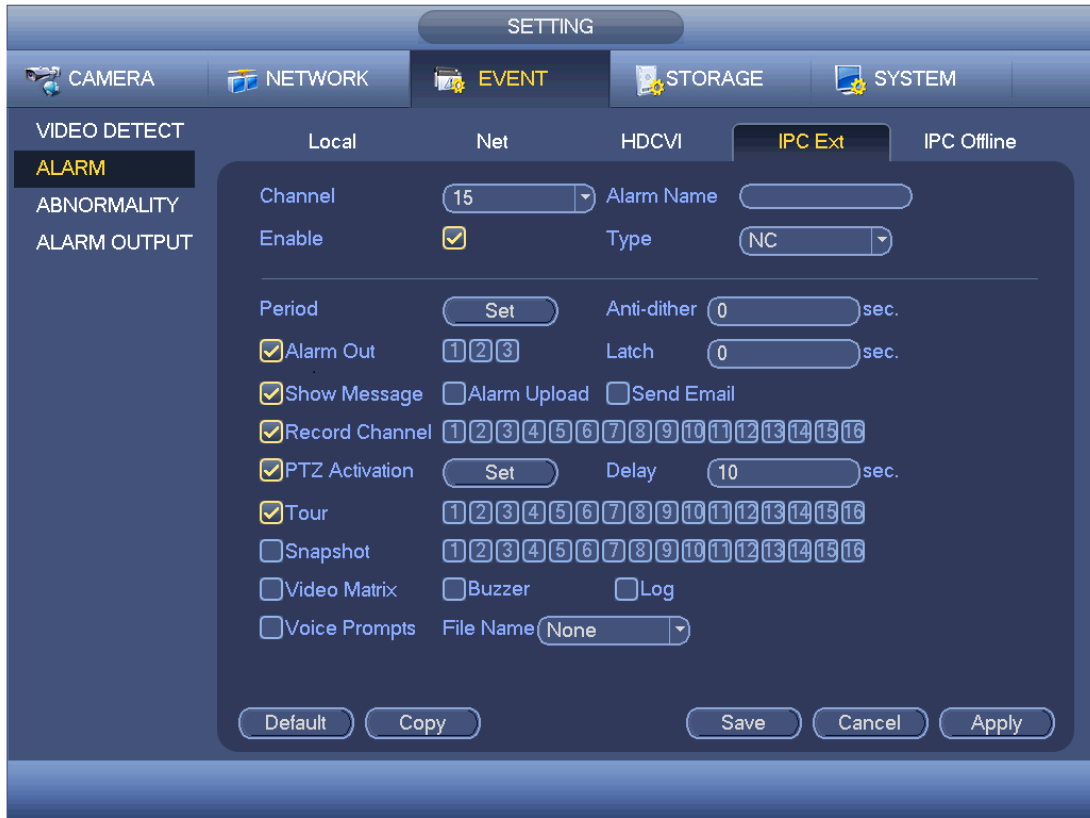 SETTING
CAMERA NETWORK EVENT STORAGE SYSTEM
VIDEO DETECT
ALARM
ABNORMALITY
ALARM OUTPUT
Local Net HDCVI IPC Ext IPC Offline
Channel 15 Alarm Name
Enable Type NC
Period Set Anti-dither 0 sec.
Alarm Out 1 2 3 Latch 0 sec.
Show Message Alarm Upload Send Email
Record Channel 1 2 3 4 5 6 7 8 9 10 11 12 13 14 15 16
PTZ Activation Set Delay 10 sec.
Tour 1 2 3 4 5 6 7 8 9 10 11 12 13 14 15 16
Snapshot 1 2 3 4 5 6 7 8 9 10 11 12 13 14 15 16
Video Matrix Buzzer Log
Voice Prompts File Name None
Default Copy Save Cancel Apply